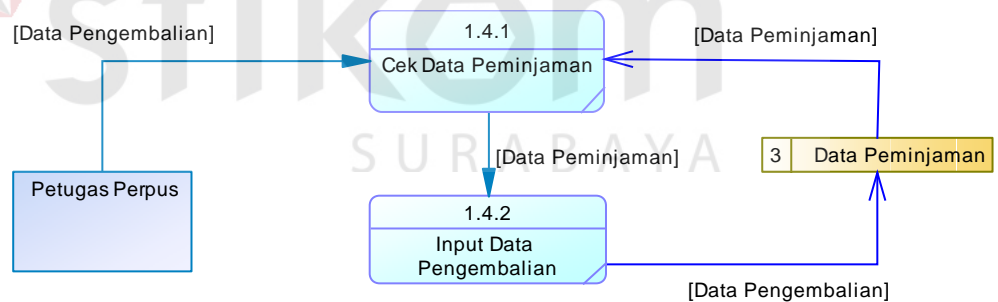 stikom
SURABAYA
[Data Pengembalian]
1.4.1
Cek Data Peminjaman
[Data Peminjaman]
3 Data Peminjaman
[Data Peminjaman]
Petugas Perpus
1.4.2
Input Data
Pengembalian
[Data Pengembalian]